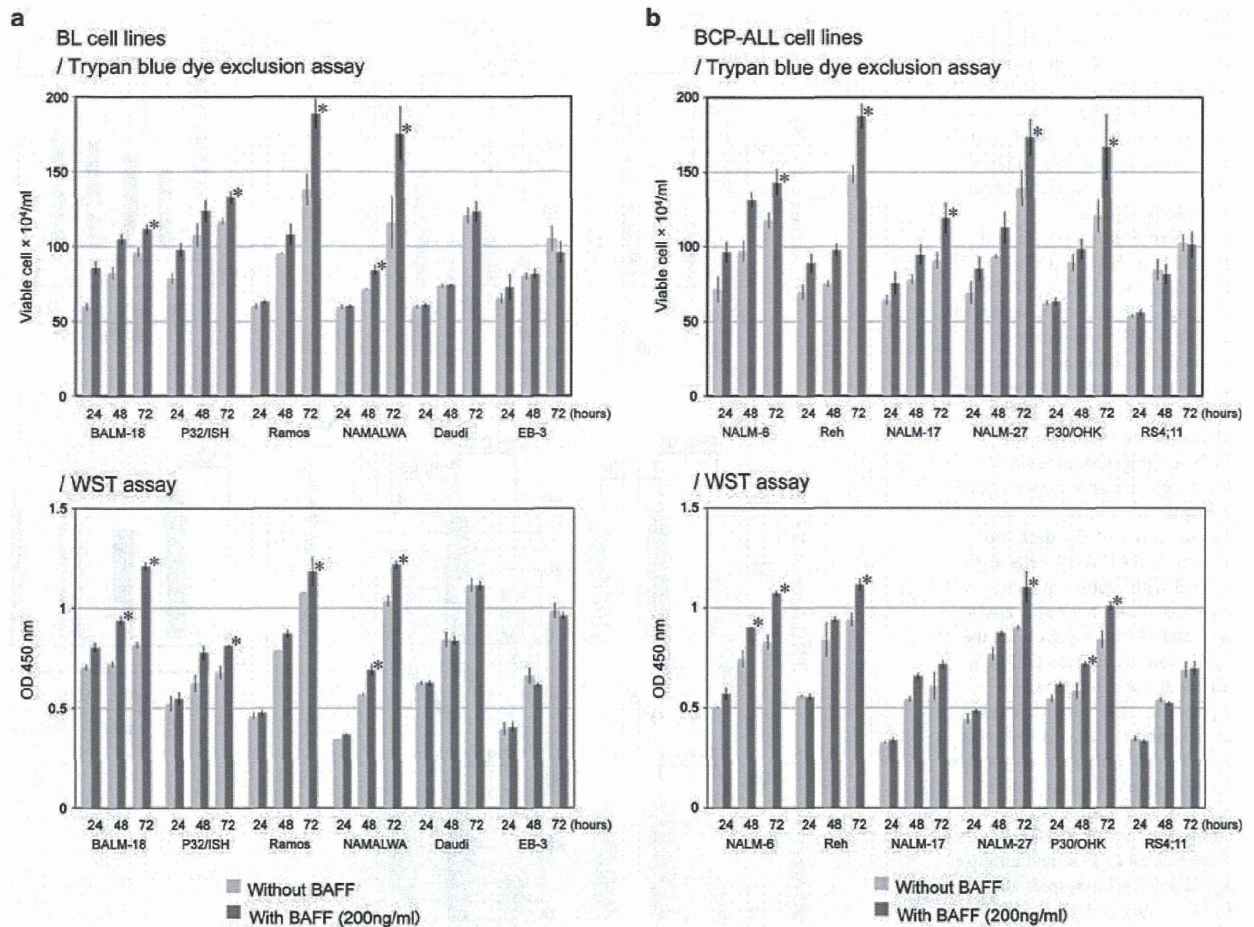 a
BL cell lines
/ Trypan blue dye exclusion assay
Viable cell × 10⁴/ml
200
150
100
50
0
* * * * *
24 48 72 24 48 72 24 48 72 24 48 72 24 48 72 24 48 72 (hours)
BALM-18 P32/ISH Ramos NAMALWA Daudi EB-3
/ WST assay
OD 450 nm
1.5
1
0.5
0
* * * * * *
24 48 72 24 48 72 24 48 72 24 48 72 24 48 72 24 48 72 (hours)
BALM-18 P32/ISH Ramos NAMALWA Daudi EB-3
Without BAFF
With BAFF (200ng/ml)
b
BCP-ALL cell lines
/ Trypan blue dye exclusion assay
Viable cell × 10⁴/ml
200
150
100
50
0
* * * * *
24 48 72 24 48 72 24 48 72 24 48 72 24 48 72 24 48 72 (hours)
NALM-6 Reh NALM-17 NALM-27 P30/OHK RS4;11
/ WST assay
OD 450 nm
1.5
1
0.5
0
* * * * * *
24 48 72 24 48 72 24 48 72 24 48 72 24 48 72 24 48 72 (hours)
NALM-6 Reh NALM-17 NALM-27 P30/OHK RS4;11
Without BAFF
With BAFF (200ng/ml)